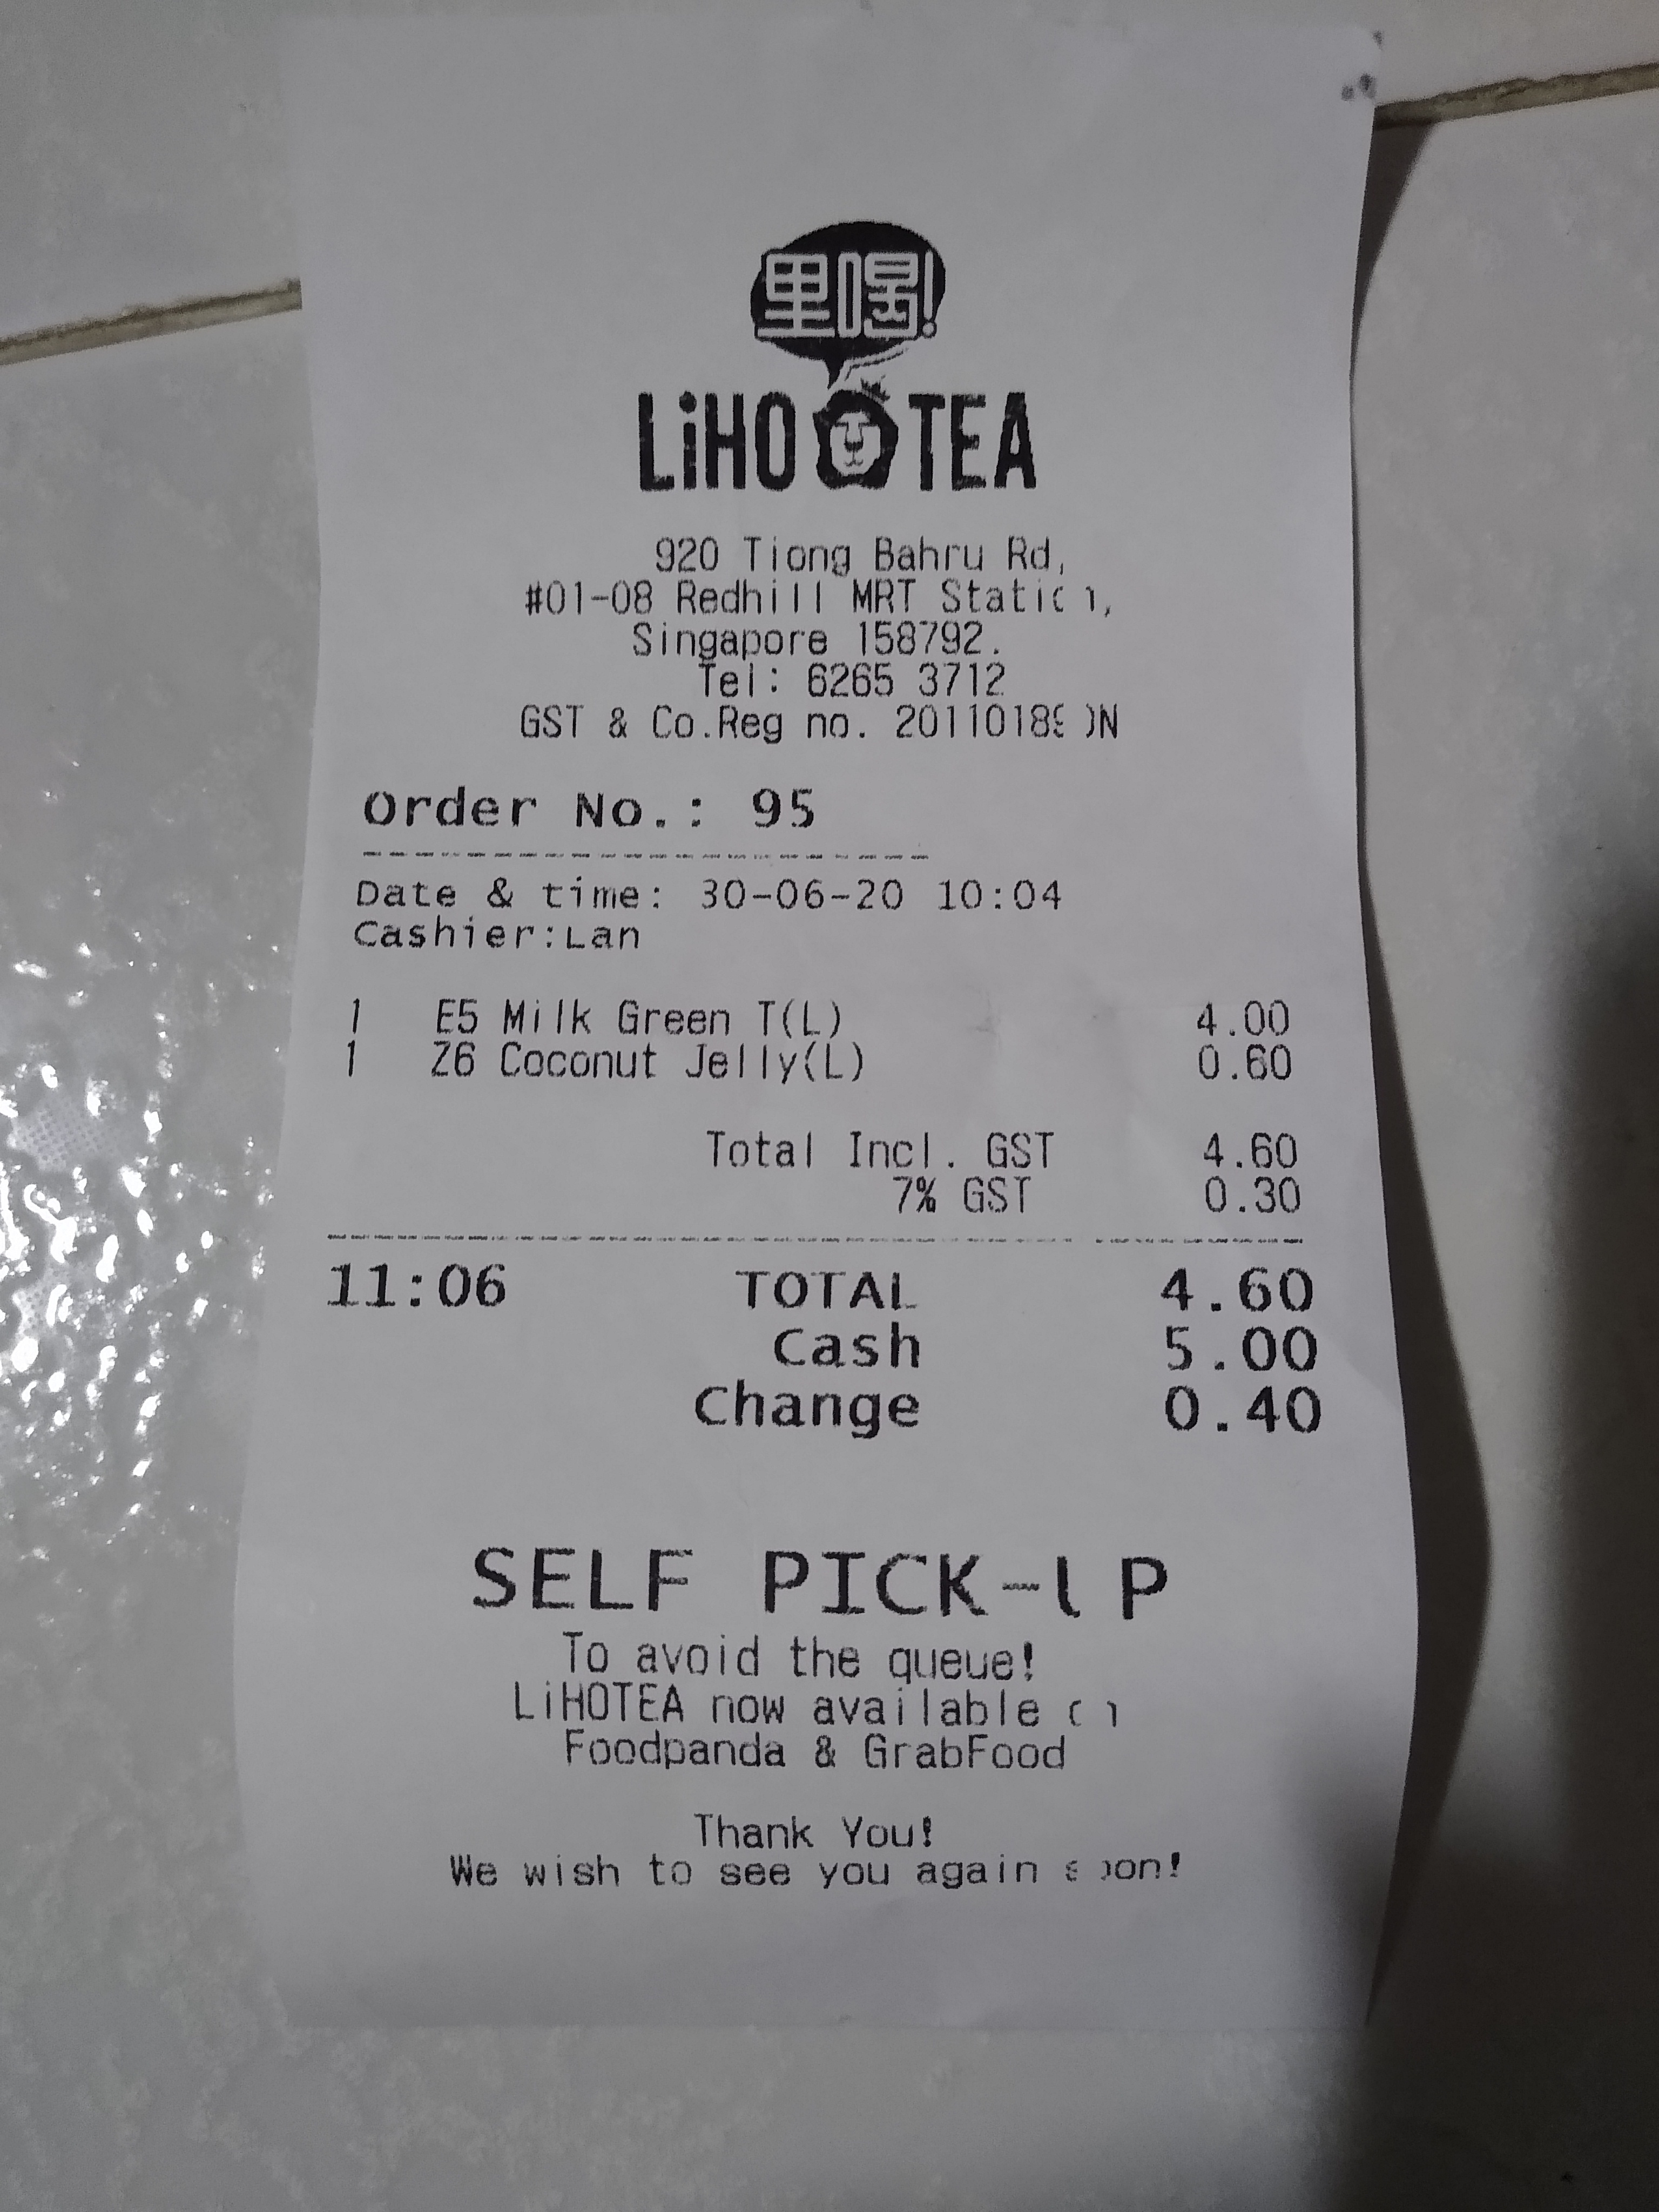 里喝!
LiHO TEA
920 Tiong Bahru Rd,
#01-08 Redhill MRT Station,
Singapore 158792.
Tel: 6265 3712
GST & Co.Reg no.
Order No.: 95
Date & time: 30-06-20 10:04
Cashier:Lan
1 E5 Milk Green T(L) 4.00
1 Z6 Coconut Jelly(L) 0.60
Total Incl. GST 4.60
7% GST 0.30
11:06 TOTAL 4.60
Cash 5.00
Change 0.40
SELF PICK-UP
To avoid the queue!
LiHOTEA now available on
Foodpanda & GrabFood
Thank You!
We wish to see you again soon!